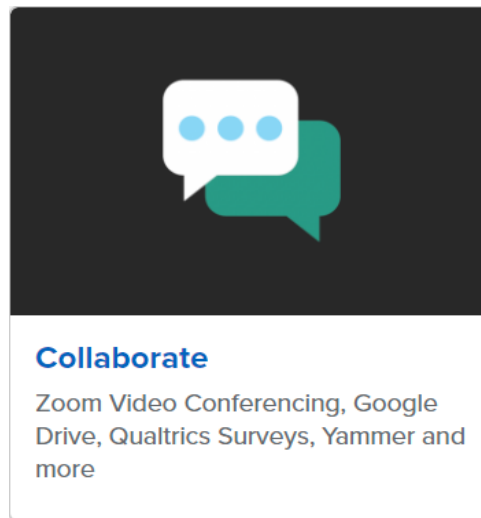 Collaborate
Zoom Video Conferencing, Google
Drive, Qualtrics Surveys, Yammer and
more